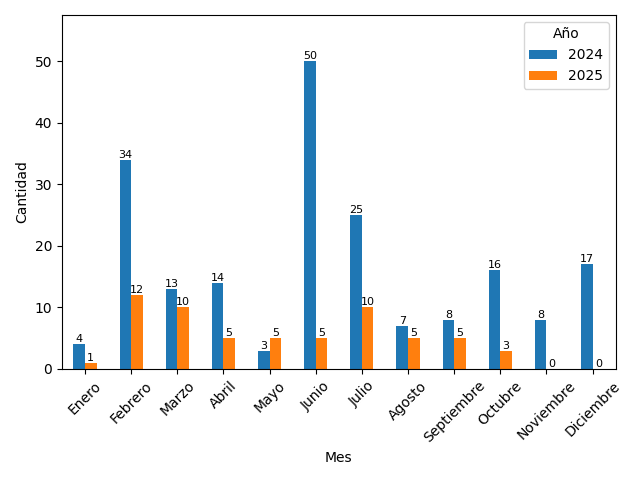 Año
2024
2025
Cantidad
50
40
30
20
10
0
4
1
34
12
13
10
14
5
3
5
50
5
25
10
7
5
8
5
16
3
8
0
17
0
Enero
Febrero
Marzo
Abril
Mayo
Junio
Julio
Agosto
Septiembre
Octubre
Noviembre
Diciembre
Mes